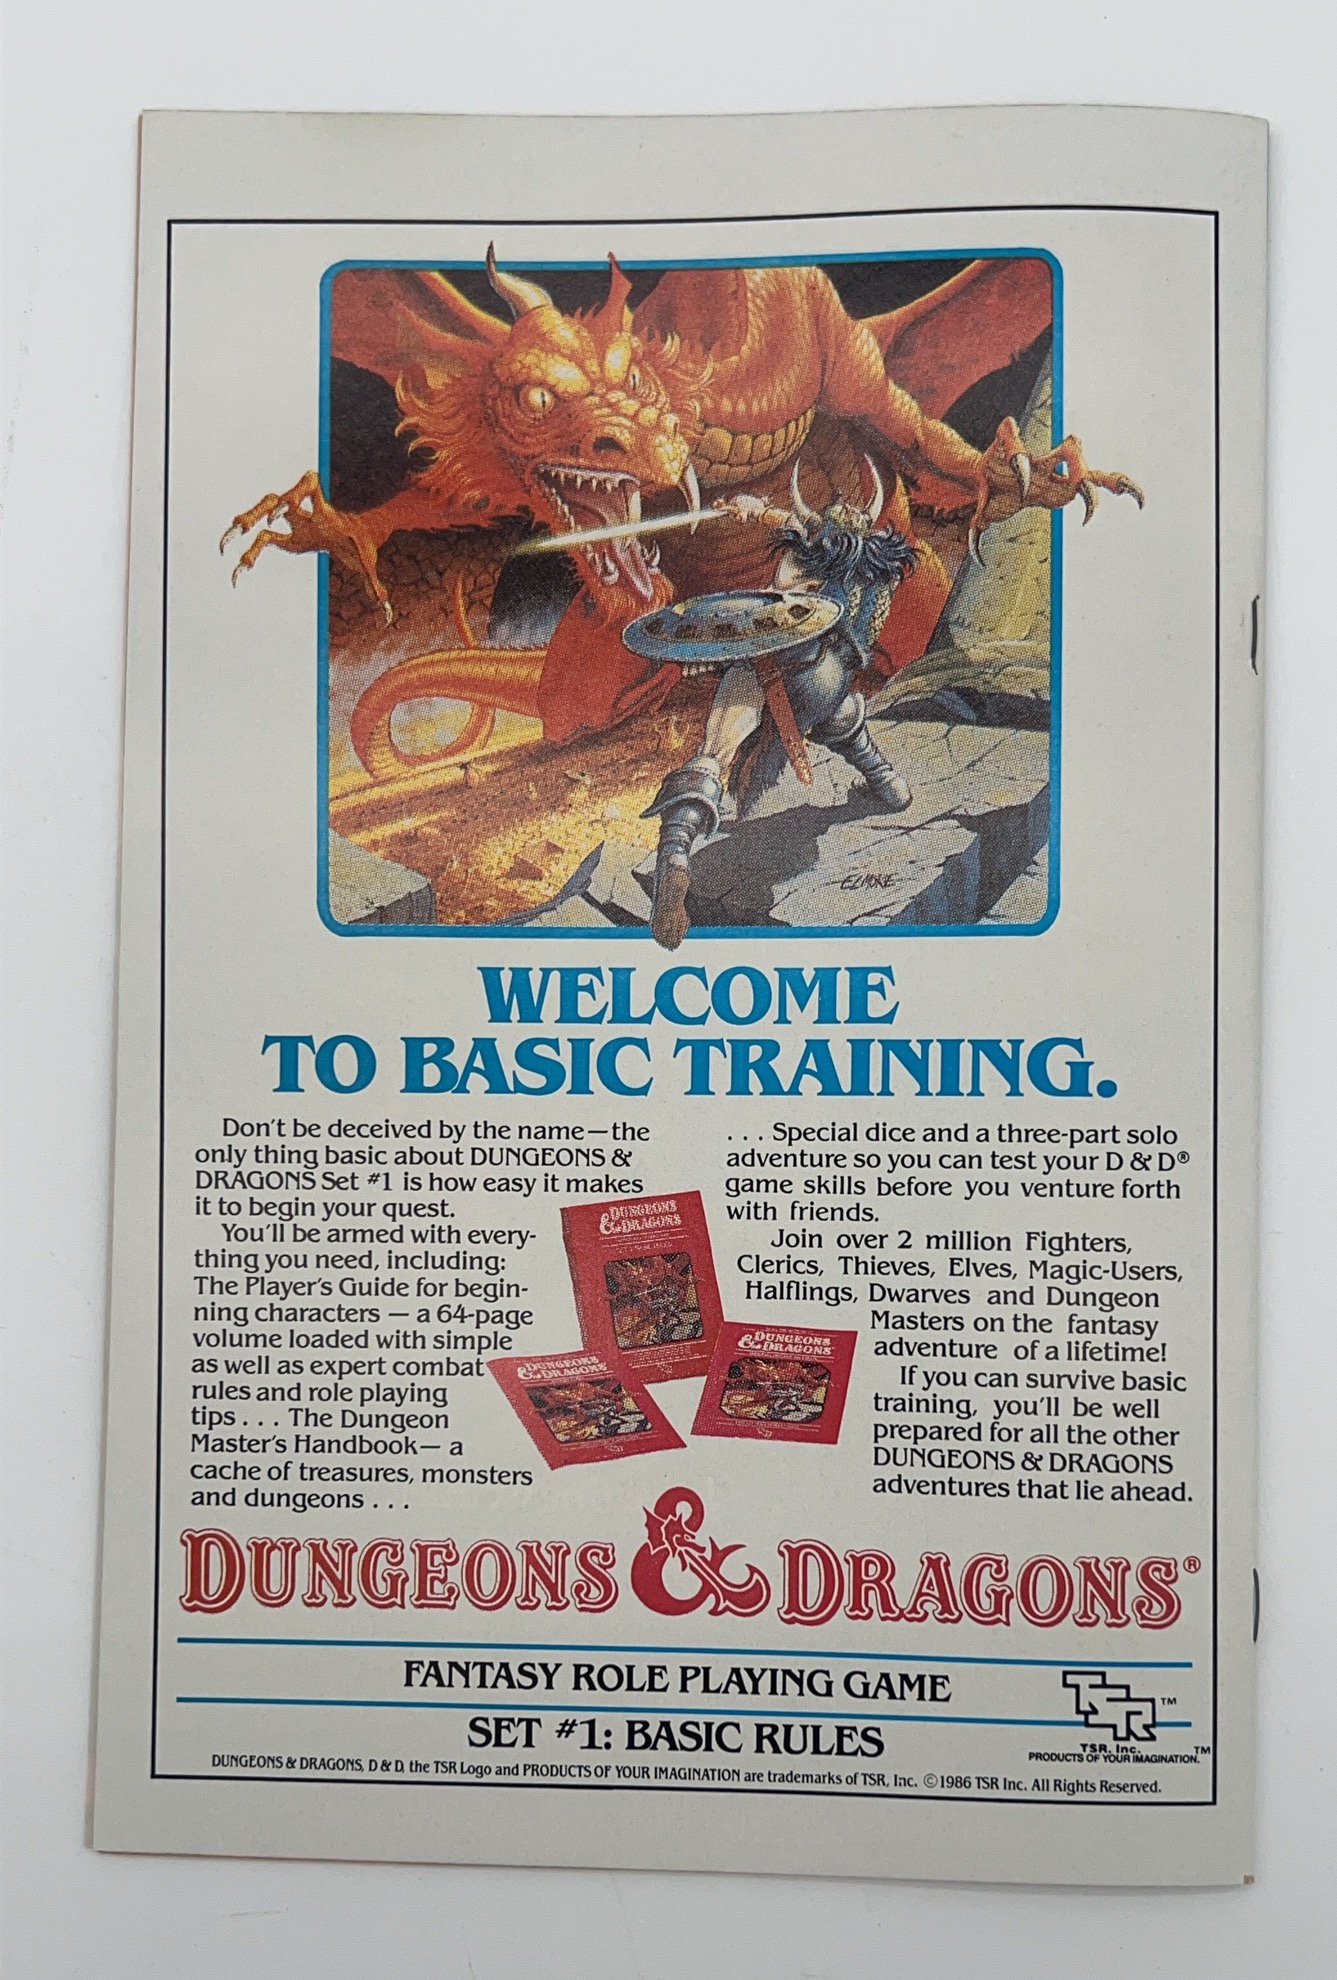 ELMORE
WELCOME
TO BASIC TRAINING.
Don't be deceived by the name—the
only thing basic about DUNGEONS &
DRAGONS Set #1 is how easy it makes
it to begin your quest.
You'll be armed with every-
thing you need, including:
The Player's Guide for begin-
ning characters — a 64-page
volume loaded with simple
as well as expert combat
rules and role playing
tips . . . The Dungeon
Master's Handbook— a
cache of treasures, monsters
and dungeons . . .
. . . Special dice and a three-part solo
adventure so you can test your D & D®
game skills before you venture forth
with friends.
Join over 2 million Fighters,
Clerics, Thieves, Elves, Magic-Users,
Halflings, Dwarves and Dungeon
Masters on the fantasy
adventure of a lifetime!
If you can survive basic
training, you'll be well
prepared for all the other
DUNGEONS & DRAGONS
adventures that lie ahead.
DUNGEONS
& DRAGONS
DUNGEONS
& DRAGONS
DUNGEONS
& DRAGONS
DUNGEONS & DRAGONS®
FANTASY ROLE PLAYING GAME
SET #1: BASIC RULES
TSR™
TSR, Inc.
PRODUCTS OF YOUR IMAGINATION.™
DUNGEONS & DRAGONS, D & D, the TSR Logo and PRODUCTS OF YOUR IMAGINATION are trademarks of TSR, Inc. ©1986 TSR Inc. All Rights Reserved.